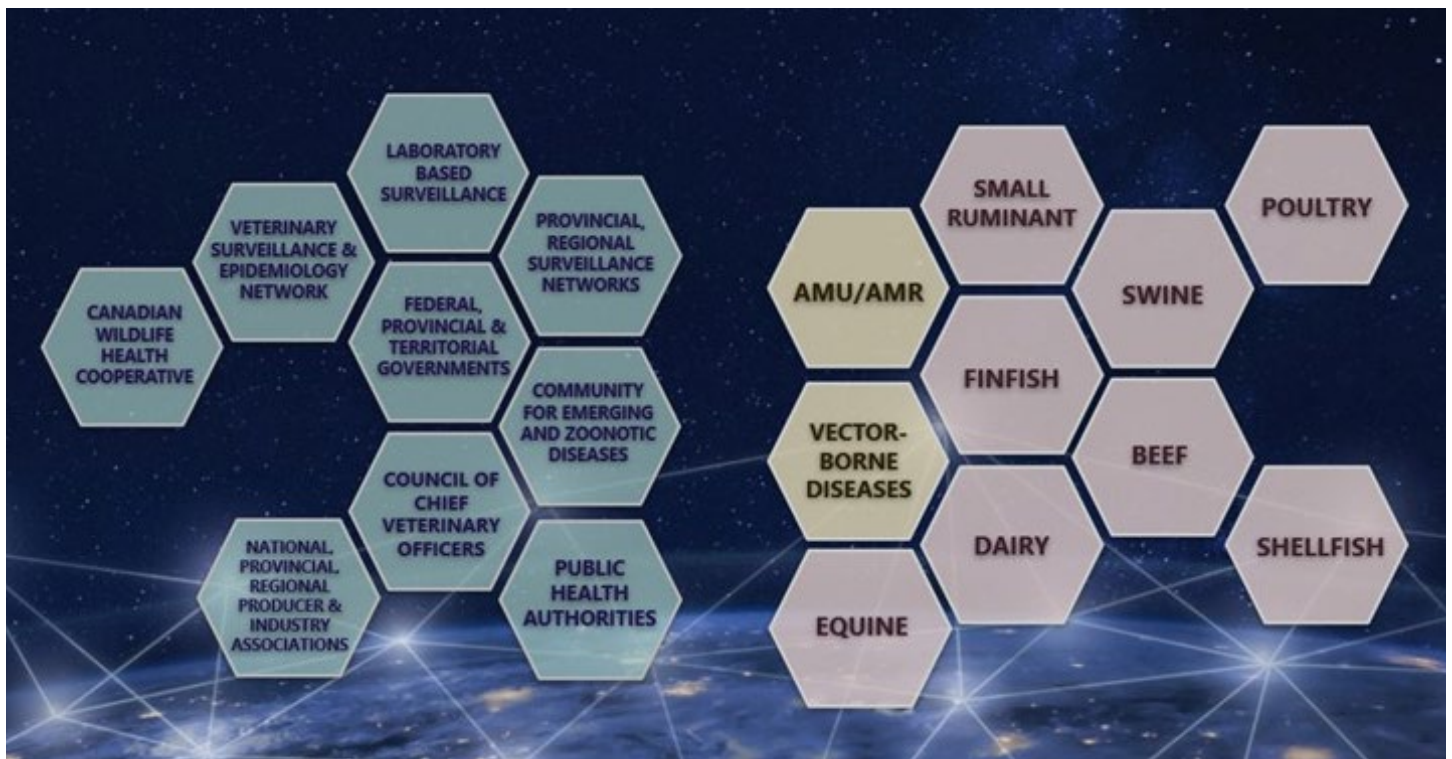 LABORATORY
BASED
SURVEILLANCE
VETERINARY
SURVEILLANCE &
EPIDEMIOLOGY
NETWORK
PROVINCIAL,
REGIONAL
SURVEILLANCE
NETWORKS
CANADIAN
WILDLIFE
HEALTH
COOPERATIVE
FEDERAL,
PROVINCIAL &
TERRITORIAL
GOVERNMENTS
COMMUNITY
FOR EMERGING
AND ZOONOTIC
DISEASES
COUNCIL OF
CHIEF
VETERINARY
OFFICERS
NATIONAL,
PROVINCIAL,
REGIONAL
PRODUCER &
INDUSTRY
ASSOCIATIONS
PUBLIC
HEALTH
AUTHORITIES
SMALL
RUMINANT
POULTRY
AMU/AMR
SWINE
FINFISH
VECTOR-
BORNE
DISEASES
BEEF
DAIRY
SHELLFISH
EQUINE